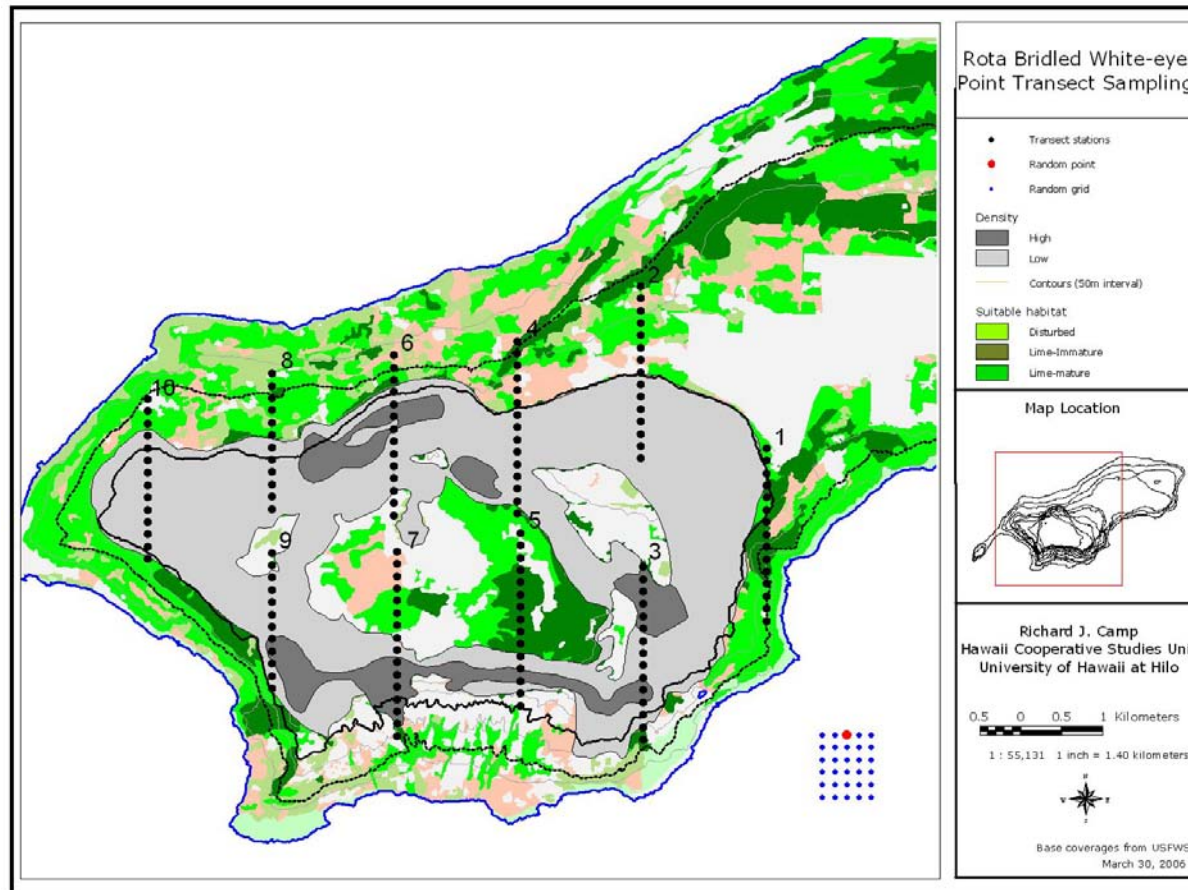 Rota Bridled White-eye
Point Transect Sampling
Transect stations
Random point
Random grid
Density
High
Low
Contours (50m interval)
Suitable habitat
Disturbed
Lime-Immature
Lime-mature
Map Location
Richard J. Camp
Hawaii Cooperative Studies Uni
University of Hawaii at Hilo
0.5 0 0.5 1 Kilometers
1 : 55,131 1 inch = 1.40 kilometers
N
W E
S
Base coverages from USFWS
March 30, 2006
2
4
6
8
10
1
5
9
7
3